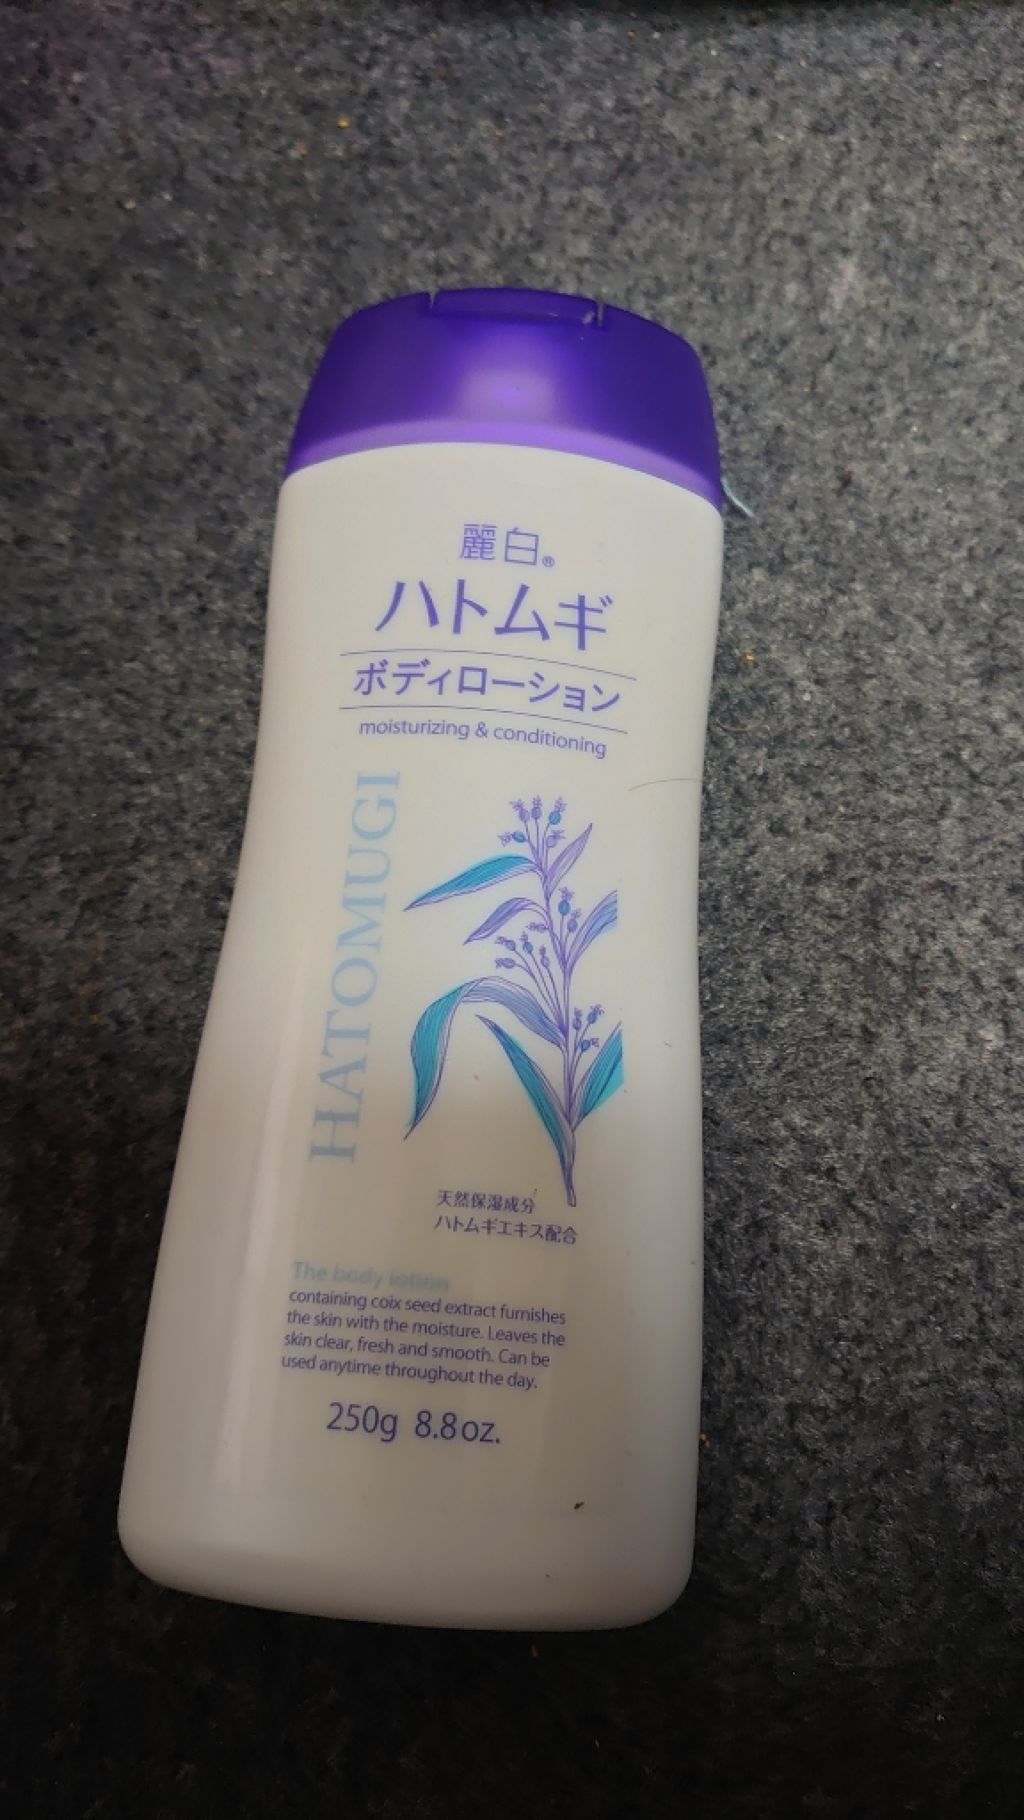 麗白®
ハトムギ
ボディローション
moisturizing & conditioning
HATOMUGI
天然保湿成分
ハトムギエキス配合
The body lotion
containing coix seed extract furnishes
the skin with the moisture. Leaves the
skin clear, fresh and smooth. Can be
used anytime throughout the day.
250g 8.8oz.